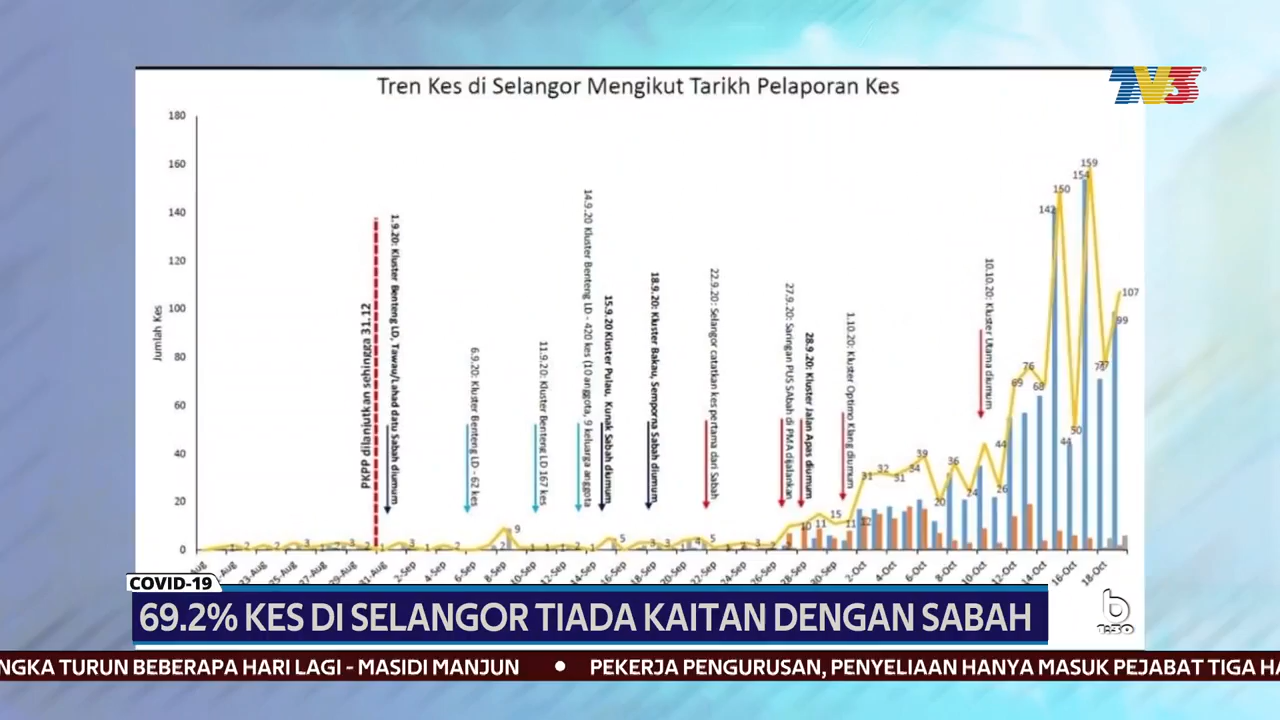 Tren Kes di Selangor Mengikut Tarikh Pelaporan Kes
TV3
180
160
140
120
100
80
60
40
20
0
Jumlah Kes
PKPP dilanjutkan sehingga 31.12
1.9.20: Kluster Benteng LD, Tawau/Lahad datu Sabah diumum
6.9.20: Kluster Benteng LD - 62 kes
11.9.20: Kluster Benteng LD 167 kes
14.9.20 Kluster Benteng LD - 420 kes (10 anggota, 9 keluarga anggota
15.9.20 Kluster Pulau, Kunak Sabah diumum
18.9.20: Kluster Bakau, Semporna Sabah diumum
22.9.20: Selangor catatkan kes pertama dari Sabah
27.9.20: Saringan PUS SAbah di PMA dijalankan
28.9.20: Kluster Jalan Apas diumum
1.10.20: Kluster Optimo Klang diumum
10.10.20: Kluster Utama diumum
9 5 3 4 5 10 11 15 11 12 31 32 31 34 39 20 36 24 44 26 69 76 68 142 150 44 50 154 159 71 77 99 107
Aug 23-Aug 25-Aug 27-Aug 29-Aug 31-Aug 2-Sep 4-Sep 6-Sep 8-Sep 10-Sep 12-Sep 14-Sep 16-Sep 18-Sep 20-Sep 22-Sep 24-Sep 26-Sep 28-Sep 30-Sep 2-Oct 4-Oct 6-Oct 8-Oct 10-Oct 12-Oct 14-Oct 16-Oct 18-Oct
COVID-19
69.2% KES DI SELANGOR TIADA KAITAN DENGAN SABAH
b
1:30
NGKA TURUN BEBERAPA HARI LAGI - MASIDI MANJUN ● PEKERJA PENGURUSAN, PENYELIAAN HANYA MASUK PEJABAT TIGA HA